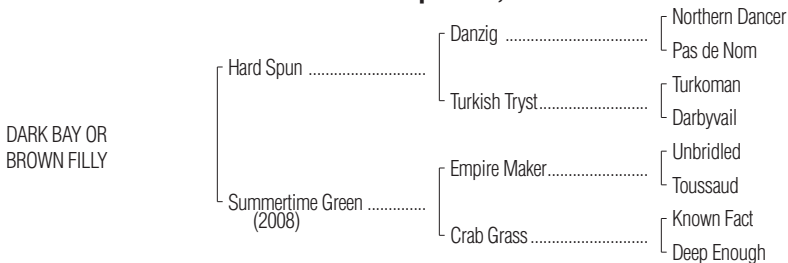 Northern Dancer
Danzig ..................................
Pas de Nom
Hard Spun ...........................
Turkoman
Turkish Tryst..........................
Darbyvail
DARK BAY OR
BROWN FILLY
Unbridled
Empire Maker........................
Toussaud
Summertime Green ..............
(2008)
Known Fact
Crab Grass ............................
Deep Enough